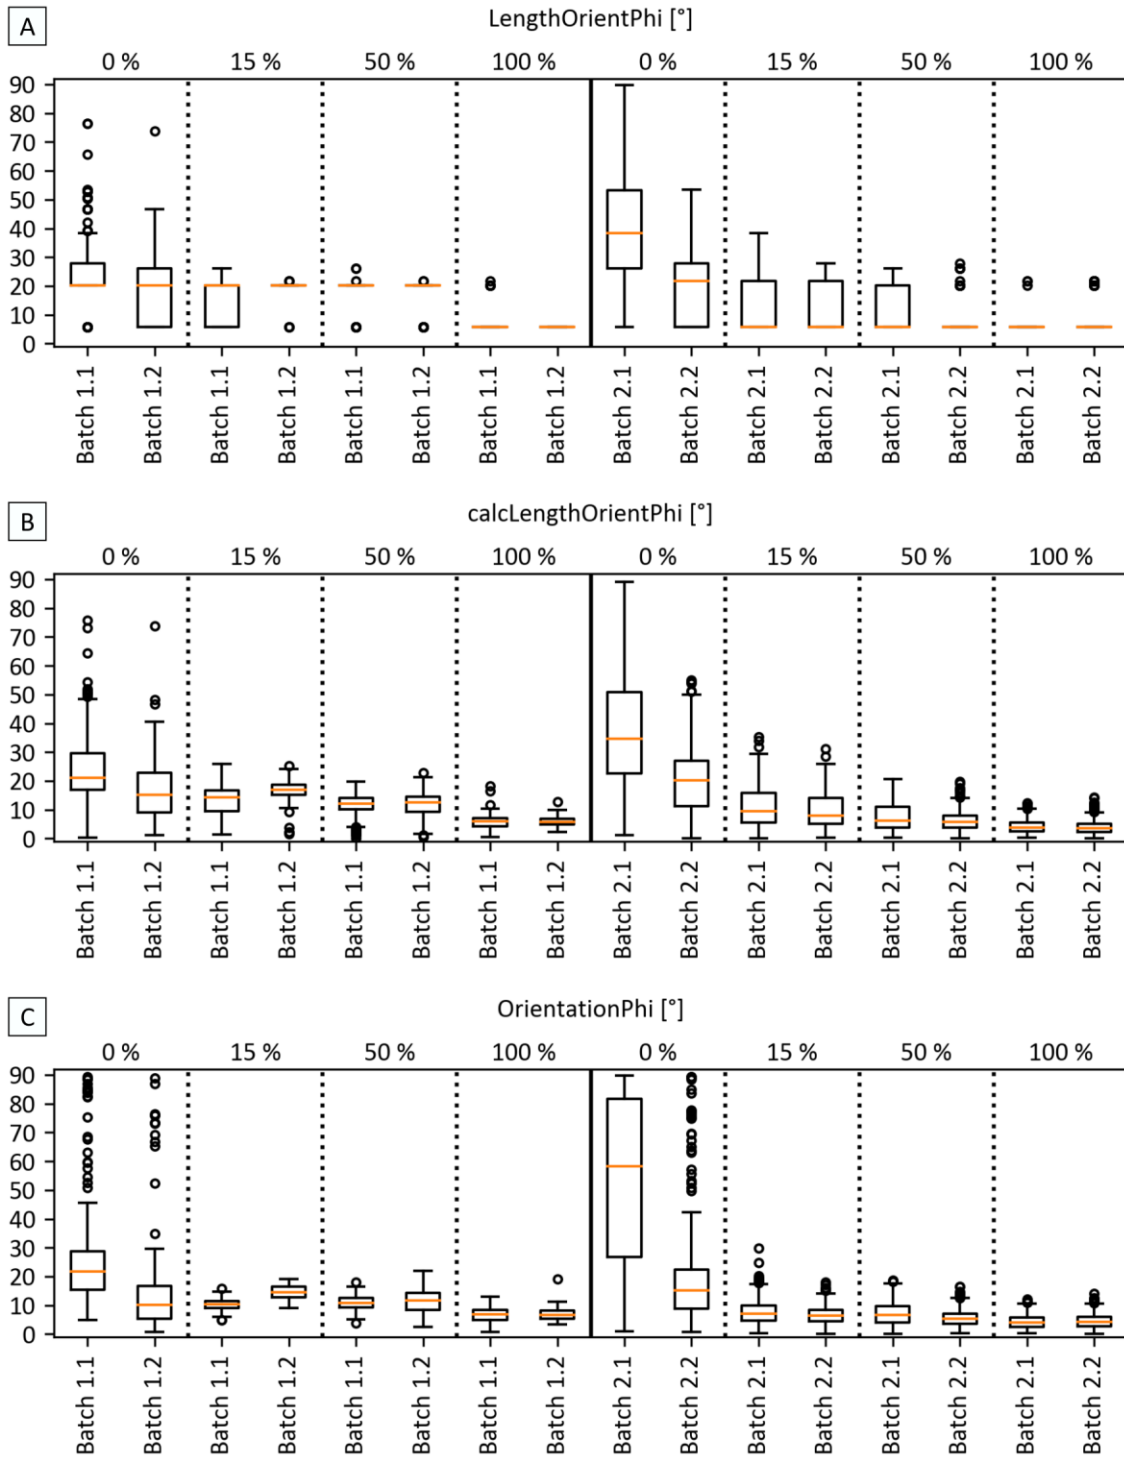 A
LengthOrientPhi [°]
0 % 15 % 50 % 100 % 0 % 15 % 50 % 100 %
90
80
70
60
50
40
30
20
10
0
Batch 1.1 Batch 1.2 Batch 1.1 Batch 1.2 Batch 1.1 Batch 1.2 Batch 1.1 Batch 1.2 Batch 2.1 Batch 2.2 Batch 2.1 Batch 2.2 Batch 2.1 Batch 2.2 Batch 2.1 Batch 2.2
B
calcLengthOrientPhi [°]
0 % 15 % 50 % 100 % 0 % 15 % 50 % 100 %
90
80
70
60
50
40
30
20
10
0
Batch 1.1 Batch 1.2 Batch 1.1 Batch 1.2 Batch 1.1 Batch 1.2 Batch 1.1 Batch 1.2 Batch 2.1 Batch 2.2 Batch 2.1 Batch 2.2 Batch 2.1 Batch 2.2 Batch 2.1 Batch 2.2
C
OrientationPhi [°]
0 % 15 % 50 % 100 % 0 % 15 % 50 % 100 %
90
80
70
60
50
40
30
20
10
0
Batch 1.1 Batch 1.2 Batch 1.1 Batch 1.2 Batch 1.1 Batch 1.2 Batch 1.1 Batch 1.2 Batch 2.1 Batch 2.2 Batch 2.1 Batch 2.2 Batch 2.1 Batch 2.2 Batch 2.1 Batch 2.2